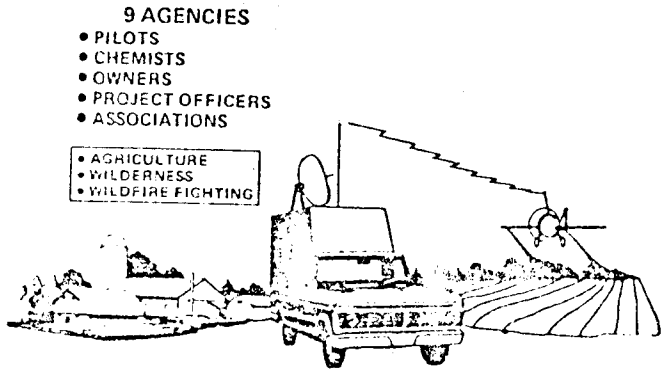 9 AGENCIES
• PILOTS
• CHEMISTS
• OWNERS
• PROJECT OFFICERS
• ASSOCIATIONS
• AGRICULTURE
• WILDERNESS
• WILDFIRE FIGHTING